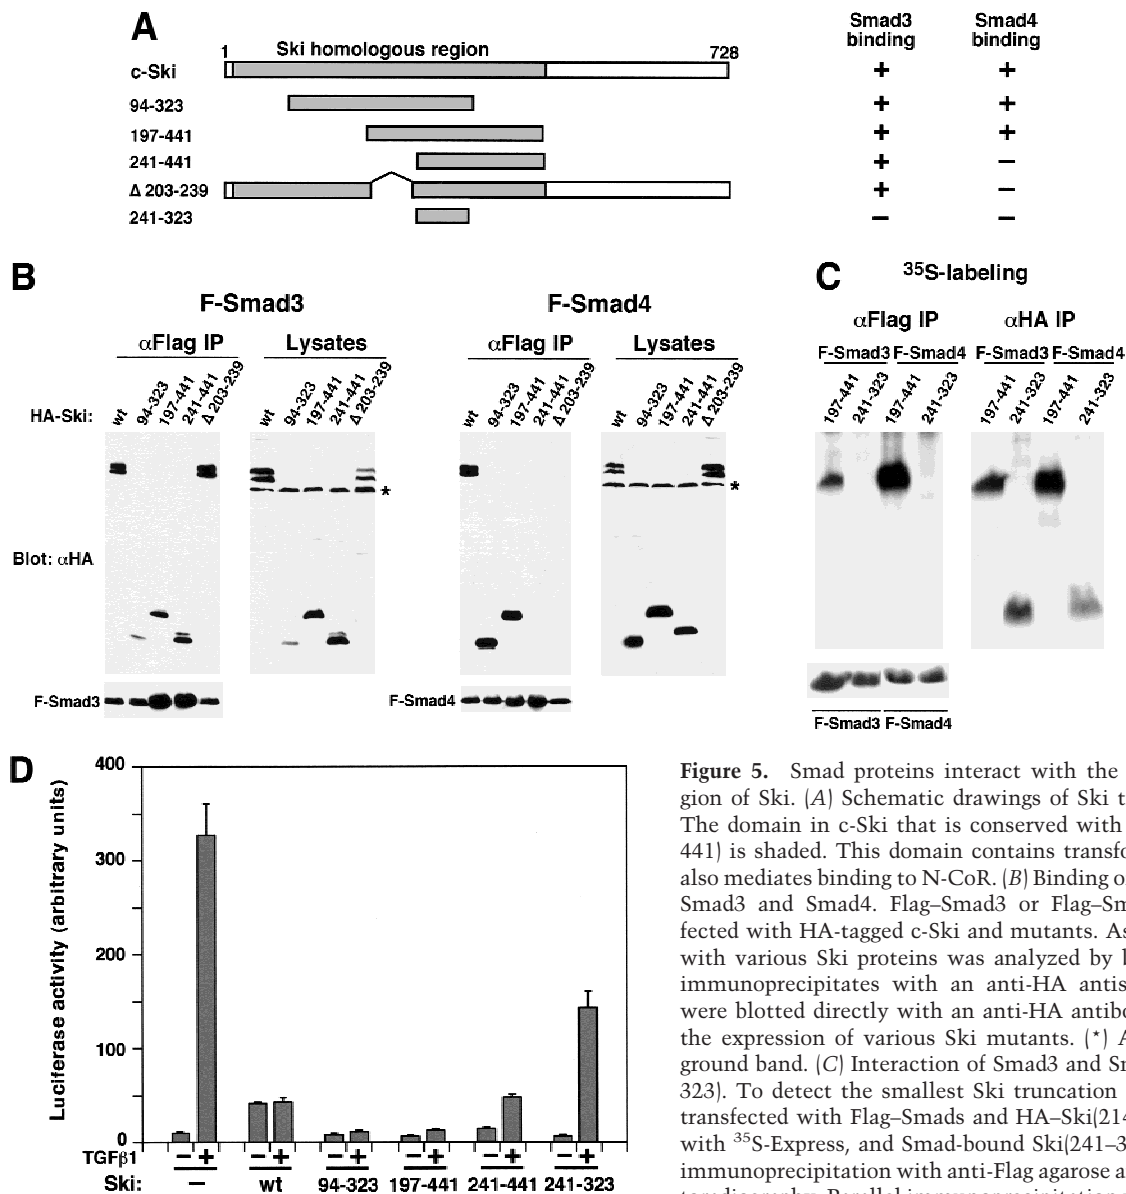 A
Smad3 binding
Smad4 binding
1 Ski homologous region 728
c-Ski + +
94-323 + +
197-441 + +
241-441 + −
Δ 203-239 + −
241-323 − −
B
F-Smad3
F-Smad4
αFlag IP
Lysates
αFlag IP
Lysates
HA-Ski:
wt 94-323 197-441 241-441 Δ 203-239
wt 94-323 197-441 241-441 Δ 203-239
wt 94-323 197-441 241-441 Δ 203-239
wt 94-323 197-441 241-441 Δ 203-239
*
*
Blot: αHA
F-Smad3
F-Smad4
C
35S-labeling
αFlag IP
αHA IP
F-Smad3 F-Smad4
F-Smad3 F-Smad4
197-441 241-323 197-441 241-323
197-441 241-323 197-441 241-323
F-Smad3 F-Smad4
D
Luciferase activity (arbitrary units)
400
300
200
100
0
TGFβ1 − + − + − + − + − + − +
Ski: − wt 94-323 197-441 241-441 241-323
Figure 5. Smad proteins interact with the
gion of Ski. (A) Schematic drawings of Ski t
The domain in c-Ski that is conserved with
441) is shaded. This domain contains transfo
also mediates binding to N-CoR. (B) Binding o
Smad3 and Smad4. Flag–Smad3 or Flag–Sm
fected with HA-tagged c-Ski and mutants. As
with various Ski proteins was analyzed by b
immunoprecipitates with an anti-HA antis
were blotted directly with an anti-HA antibo
the expression of various Ski mutants. (*) A
ground band. (C) Interaction of Smad3 and Sm
323). To detect the smallest Ski truncation
transfected with Flag–Smads and HA–Ski(214
with 35S-Express, and Smad-bound Ski(241–3
immunoprecipitation with anti-Flag agarose a